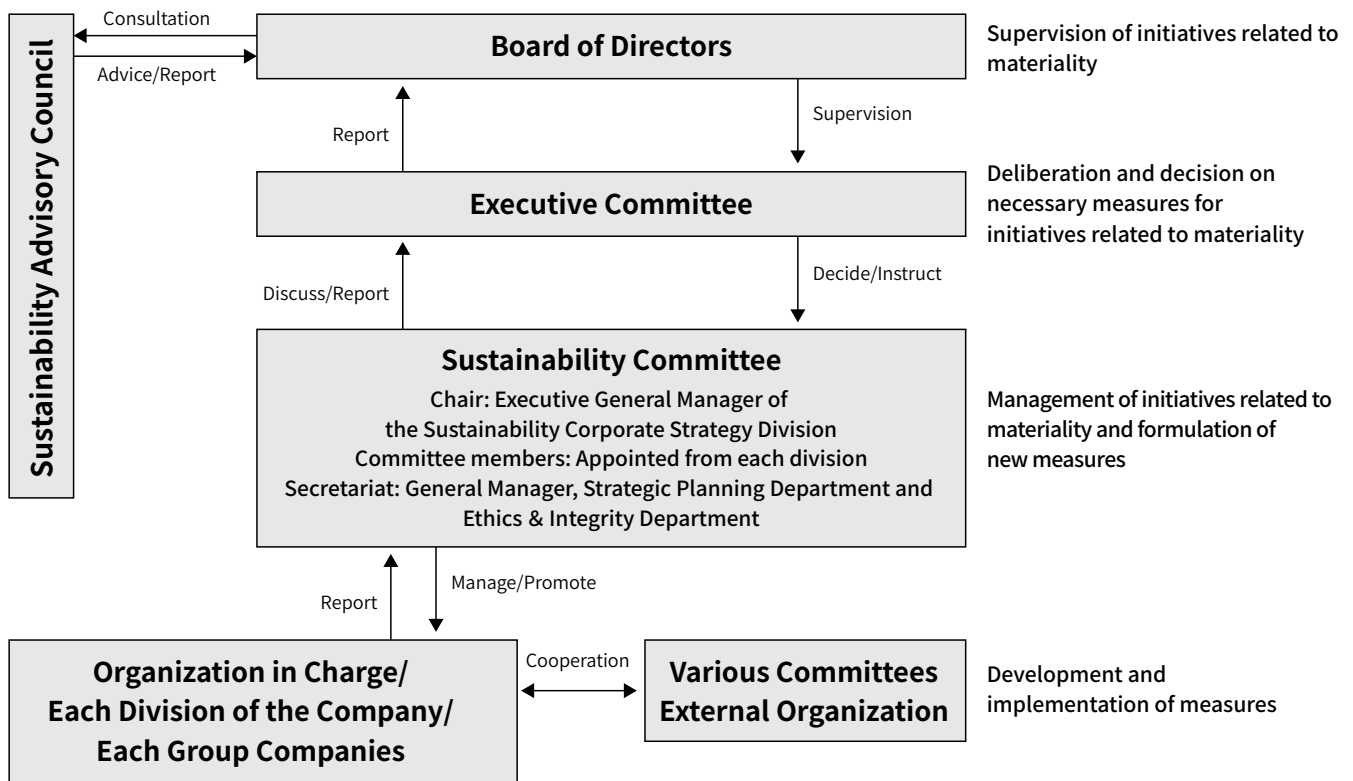 Sustainability Advisory Council
Consultation
Advice/Report
Board of Directors
Supervision of initiatives related to
materiality
Report
Supervision
Executive Committee
Deliberation and decision on
necessary measures for
initiatives related to materiality
Discuss/Report
Decide/Instruct
Sustainability Committee
Chair: Executive General Manager of
the Sustainability Corporate Strategy Division
Committee members: Appointed from each division
Secretariat: General Manager, Strategic Planning Department and
Ethics & Integrity Department
Management of initiatives related to
materiality and formulation of
new measures
Report
Manage/Promote
Organization in Charge/
Each Division of the Company/
Each Group Companies
Cooperation
Various Committees
External Organization
Development and
implementation of measures